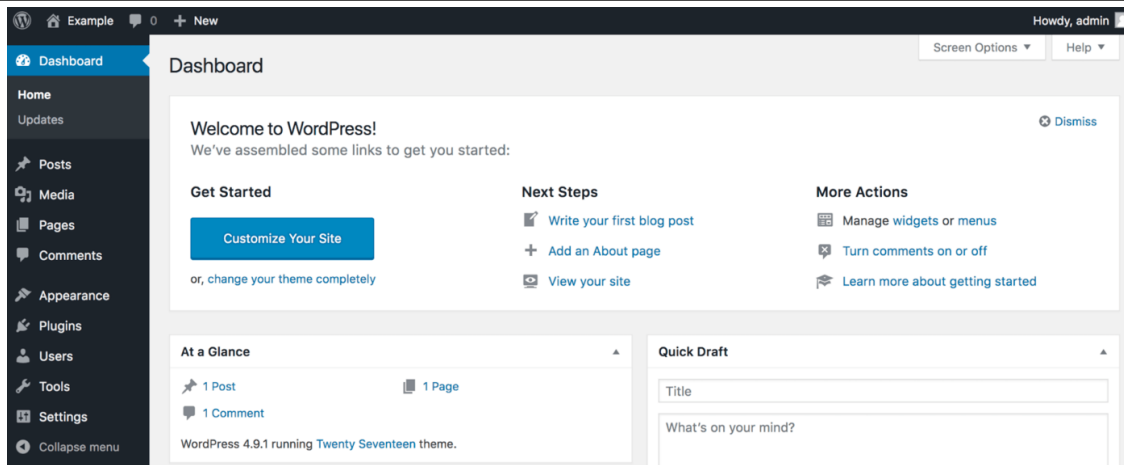 Example 0 New Howdy, admin
Screen Options Help
Dashboard
Home
Updates
Posts
Media
Pages
Comments
Appearance
Plugins
Users
Tools
Settings
Collapse menu
Dashboard
Welcome to WordPress!
Dismiss
We've assembled some links to get you started:
Get Started
Customize Your Site
or, change your theme completely
Next Steps
Write your first blog post
Add an About page
View your site
More Actions
Manage widgets or menus
Turn comments on or off
Learn more about getting started
At a Glance
1 Post 1 Page
1 Comment
WordPress 4.9.1 running Twenty Seventeen theme.
Quick Draft
Title
What's on your mind?